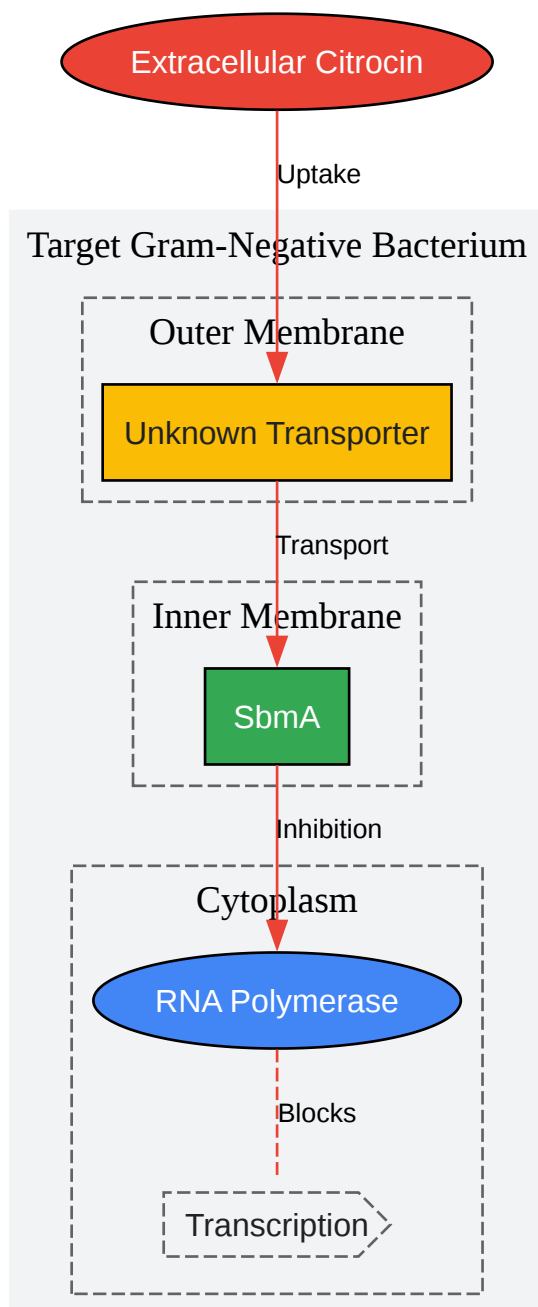 Extracellular Citrocin
Uptake
Target Gram-Negative Bacterium
Outer Membrane
Unknown Transporter
Transport
Inner Membrane
SbmA
Inhibition
Cytoplasm
RNA Polymerase
Blocks
Transcription